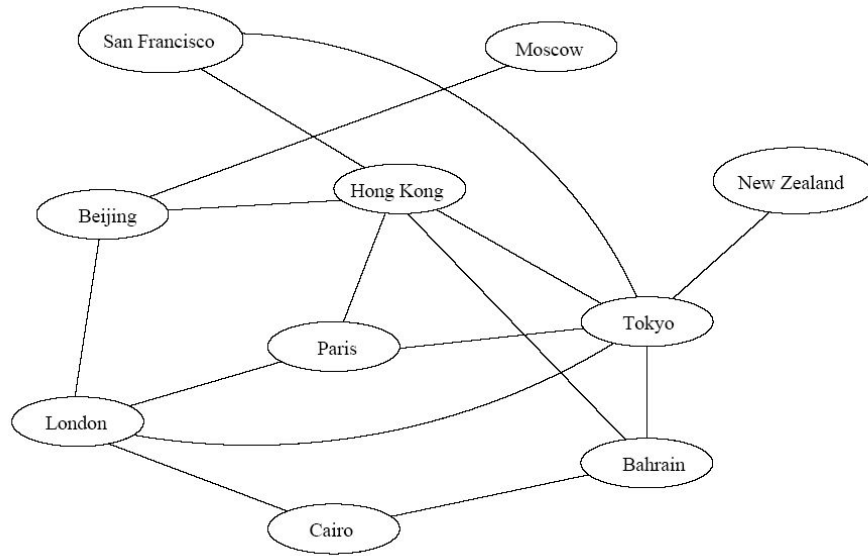 San Francisco
Moscow
Hong Kong
New Zealand
Beijing
Tokyo
Paris
London
Bahrain
Cairo